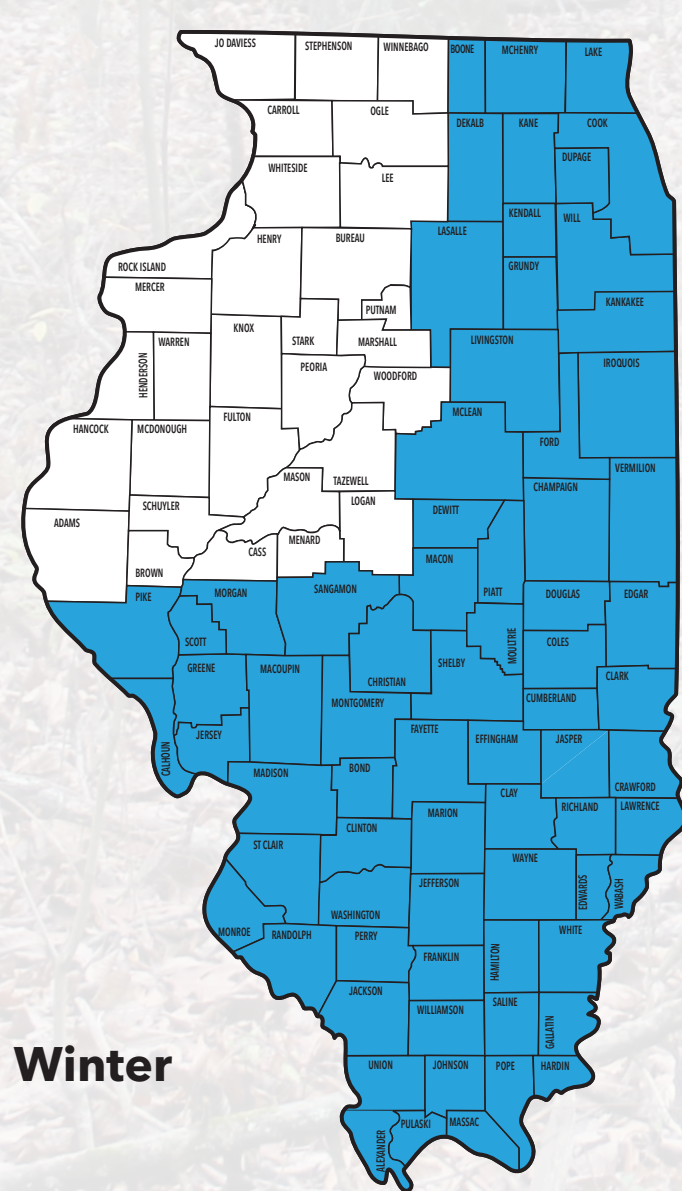 JO DAVIESS
STEPHENSON
WINNEBAGO
BOONE
MCHENRY
LAKE
CARROLL
OGLE
DEKALB
KANE
COOK
DUPAGE
WHITESIDE
LEE
KENDALL
WILL
LASALLE
HENRY
BUREAU
ROCK ISLAND
GRUNDY
MERCER
PUTNAM
KANKAKEE
KNOX
WARREN
HENDERSON
STARK
MARSHALL
LIVINGSTON
PEORIA
WOODFORD
IROQUOIS
HANCOCK
MCDONOUGH
FULTON
MCLEAN
FORD
MASON
TAZEWELL
VERMILION
LOGAN
CHAMPAIGN
SCHUYLER
ADAMS
DEWITT
MENARD
CASS
MACON
BROWN
PIKE
MORGAN
SANGAMON
PIATT
DOUGLAS
EDGAR
SCOTT
MOULTRIE
COLES
GREENE
MACOUPIN
SHELBY
CHRISTIAN
CLARK
CUMBERLAND
MONTGOMERY
JERSEY
FAYETTE
EFFINGHAM
JASPER
CALHOUN
MADISON
BOND
CLAY
CRAWFORD
RICHLAND
LAWRENCE
MARION
CLINTON
ST CLAIR
WAYNE
JEFFERSON
EDWARDS
WABASH
WASHINGTON
MONROE
RANDOLPH
PERRY
WHITE
FRANKLIN
HAMILTON
JACKSON
WILLIAMSON
SALINE
GALLATIN
Winter
UNION
JOHNSON
POPE
HARDIN
PULASKI
MASSAC
ALEXANDER